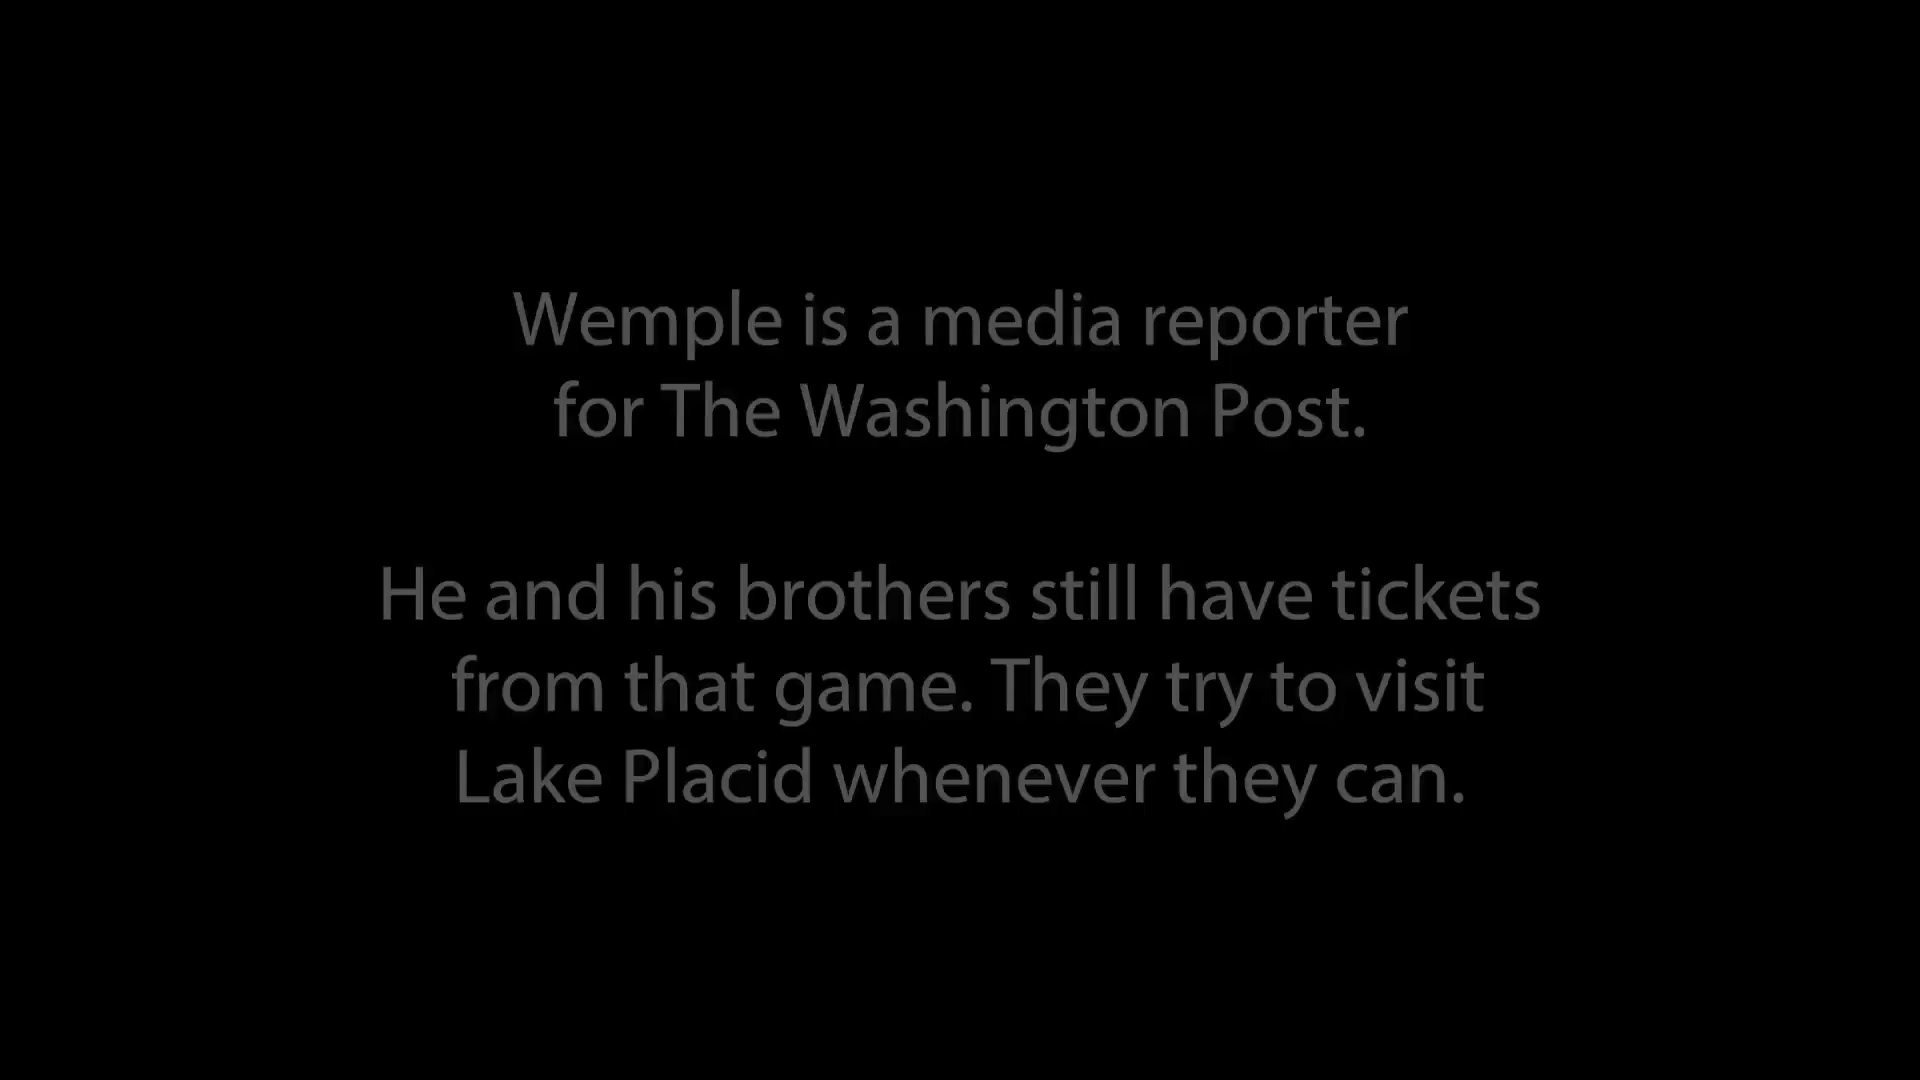 Wemple is a media reporter
for The Washington Post.
He and his brothers still have tickets
from that game. They try to visit
Lake Placid whenever they can.